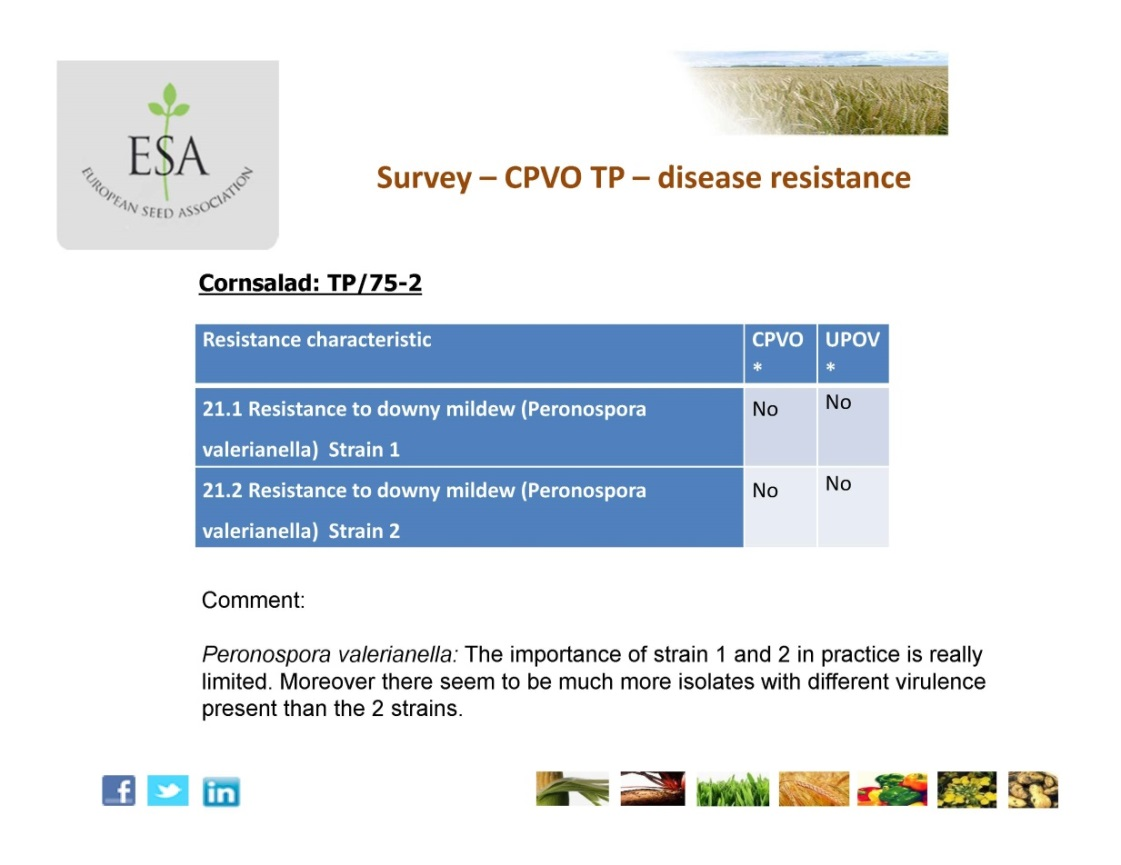 ESA
EUROPEAN SEED ASSOCIATION
Survey – CPVO TP – disease resistance
Cornsalad: TP/75-2
Resistance characteristic CPVO * UPOV *
21.1 Resistance to downy mildew (Peronospora
valerianella) Strain 1 No No
21.2 Resistance to downy mildew (Peronospora
valerianella) Strain 2 No No
Comment:
Peronospora valerianella: The importance of strain 1 and 2 in practice is really
limited. Moreover there seem to be much more isolates with different virulence
present than the 2 strains.
f
in